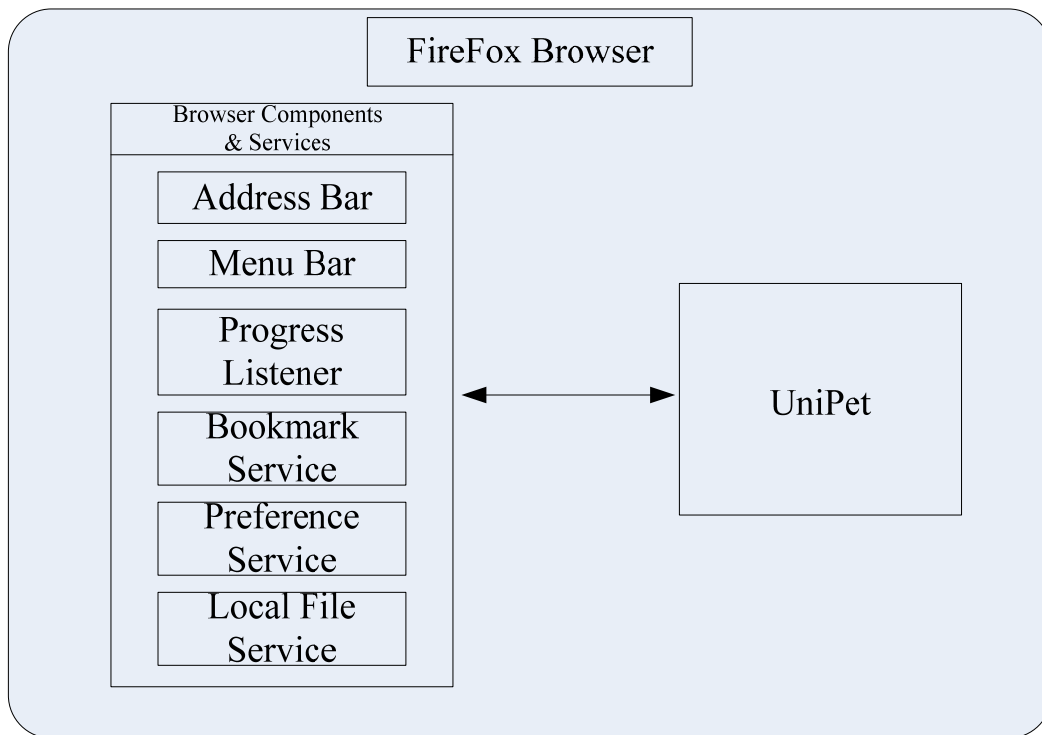 FireFox Browser
Browser Components
& Services
Address Bar
Menu Bar
Progress
Listener
Bookmark
Service
Preference
Service
Local File
Service
UniPet